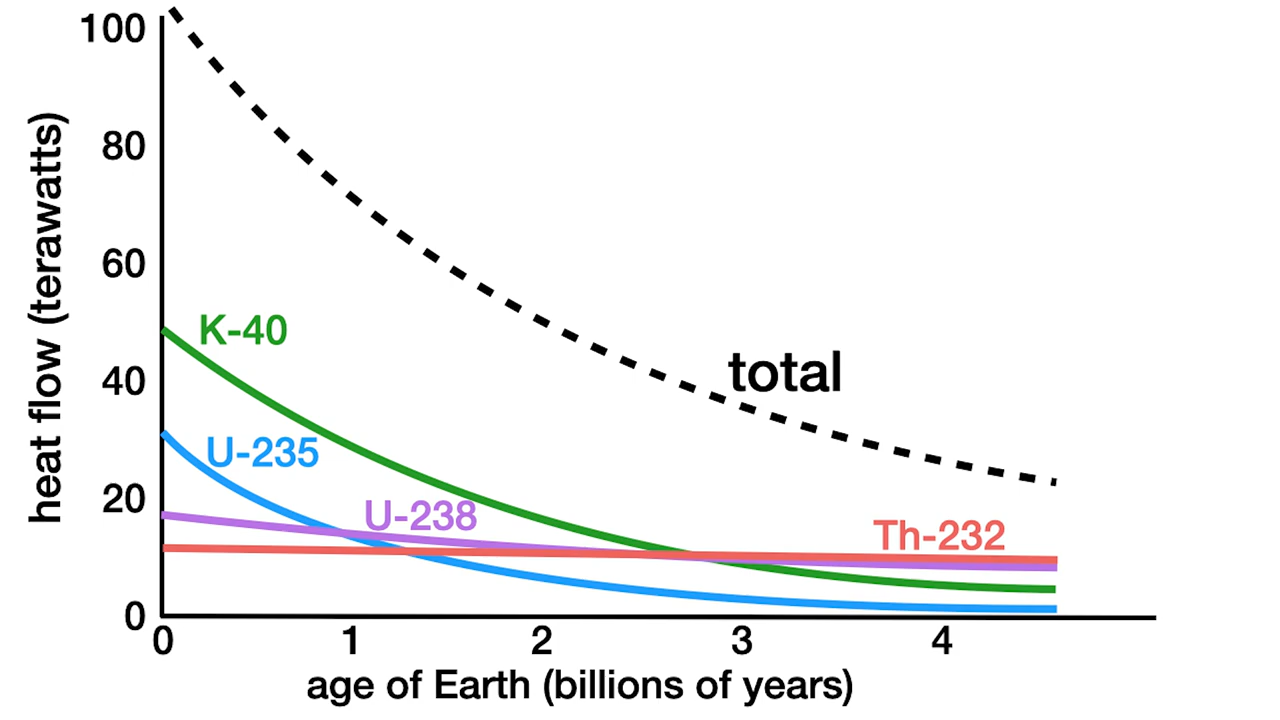 heat flow (terawatts)
100
80
60
40
20
0
K-40
U-235
U-238
total
Th-232
0 1 2 3 4
age of Earth (billions of years)